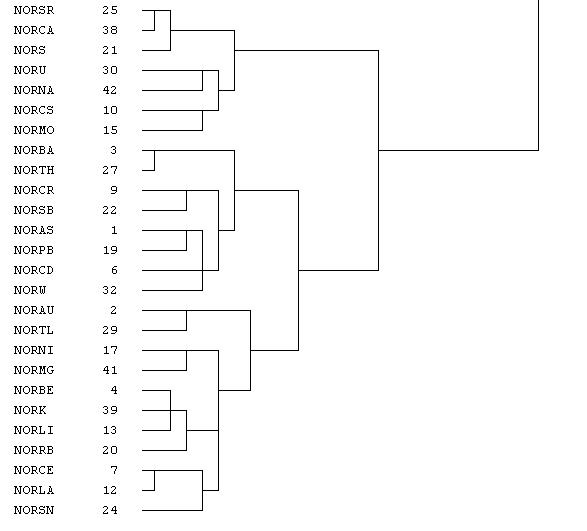 NORSR 25
NORCA 38
NORS 21
NORU 30
NORNA 42
NORCS 10
NORMO 15
NORBA 3
NORTH 27
NORCR 9
NORSB 22
NORAS 1
NORPB 19
NORCD 6
NORW 32
NORAU 2
NORTL 29
NORNI 17
NORMG 41
NORBE 4
NORK 39
NORLI 13
NORRB 20
NORCE 7
NORLA 12
NORSN 24